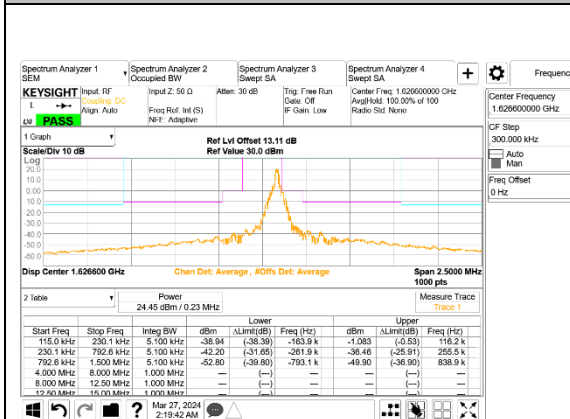 Spectrum Analyzer 1
SEM
Spectrum Analyzer 2
Occupied BW
Spectrum Analyzer 3
Swept SA
Spectrum Analyzer 4
Swept SA
+
Frequency
KEYSIGHT Input: RF Input Z: 50 Ω Atten: 30 dB Trig: Free Run Center Freq: 1.626600000 GHz
L Coupling: DC Gate: Off Avg|Hold: 100.00% of 100
Align: Auto Freq Ref: Int (S) IF Gain: Low Radio Std: None
PASS NFE: Adaptive
Center Frequency
1.626600000 GHz
CF Step
300.000 kHz
Auto
Man
Freq Offset
0 Hz
1 Graph
Ref Lvl Offset 13.11 dB
Scale/Div 10 dB Ref Value 30.0 dBm
Log
20.0
10.0
0.00
-10.0
-20.0
-30.0
-40.0
-50.0
-60.0
Disp Center 1.626600 GHz Chan Det: Average , #Offs Det: Average Span 2.5000 MHz
1000 pts
2 Table
Power
24.45 dBm / 0.23 MHz
Measure Trace
Trace 1
Lower Upper
Start Freq Stop Freq Integ BW dBm ΔLimit(dB) Freq (Hz) dBm ΔLimit(dB) Freq (Hz)
115.0 kHz 230.1 kHz 5.100 kHz -38.94 (-38.39) -163.9 k -1.083 (-0.53) 116.2 k
230.1 kHz 792.6 kHz 5.100 kHz -42.20 (-31.65) -261.9 k -36.46 (-25.91) 255.5 k
792.6 kHz 1.500 MHz 5.100 kHz -52.80 (-39.80) -793.1 k -49.90 (-36.90) 838.9 k
4.000 MHz 8.000 MHz 1.000 MHz --- (---) --- (---) ---
8.000 MHz 12.50 MHz 1.000 MHz --- (---) --- --- (---) ---
12.50 MHz 15.00 MHz 1.000 MHz --- (---) --- --- (---) ---
Mar 27, 2024
2:19:42 AM